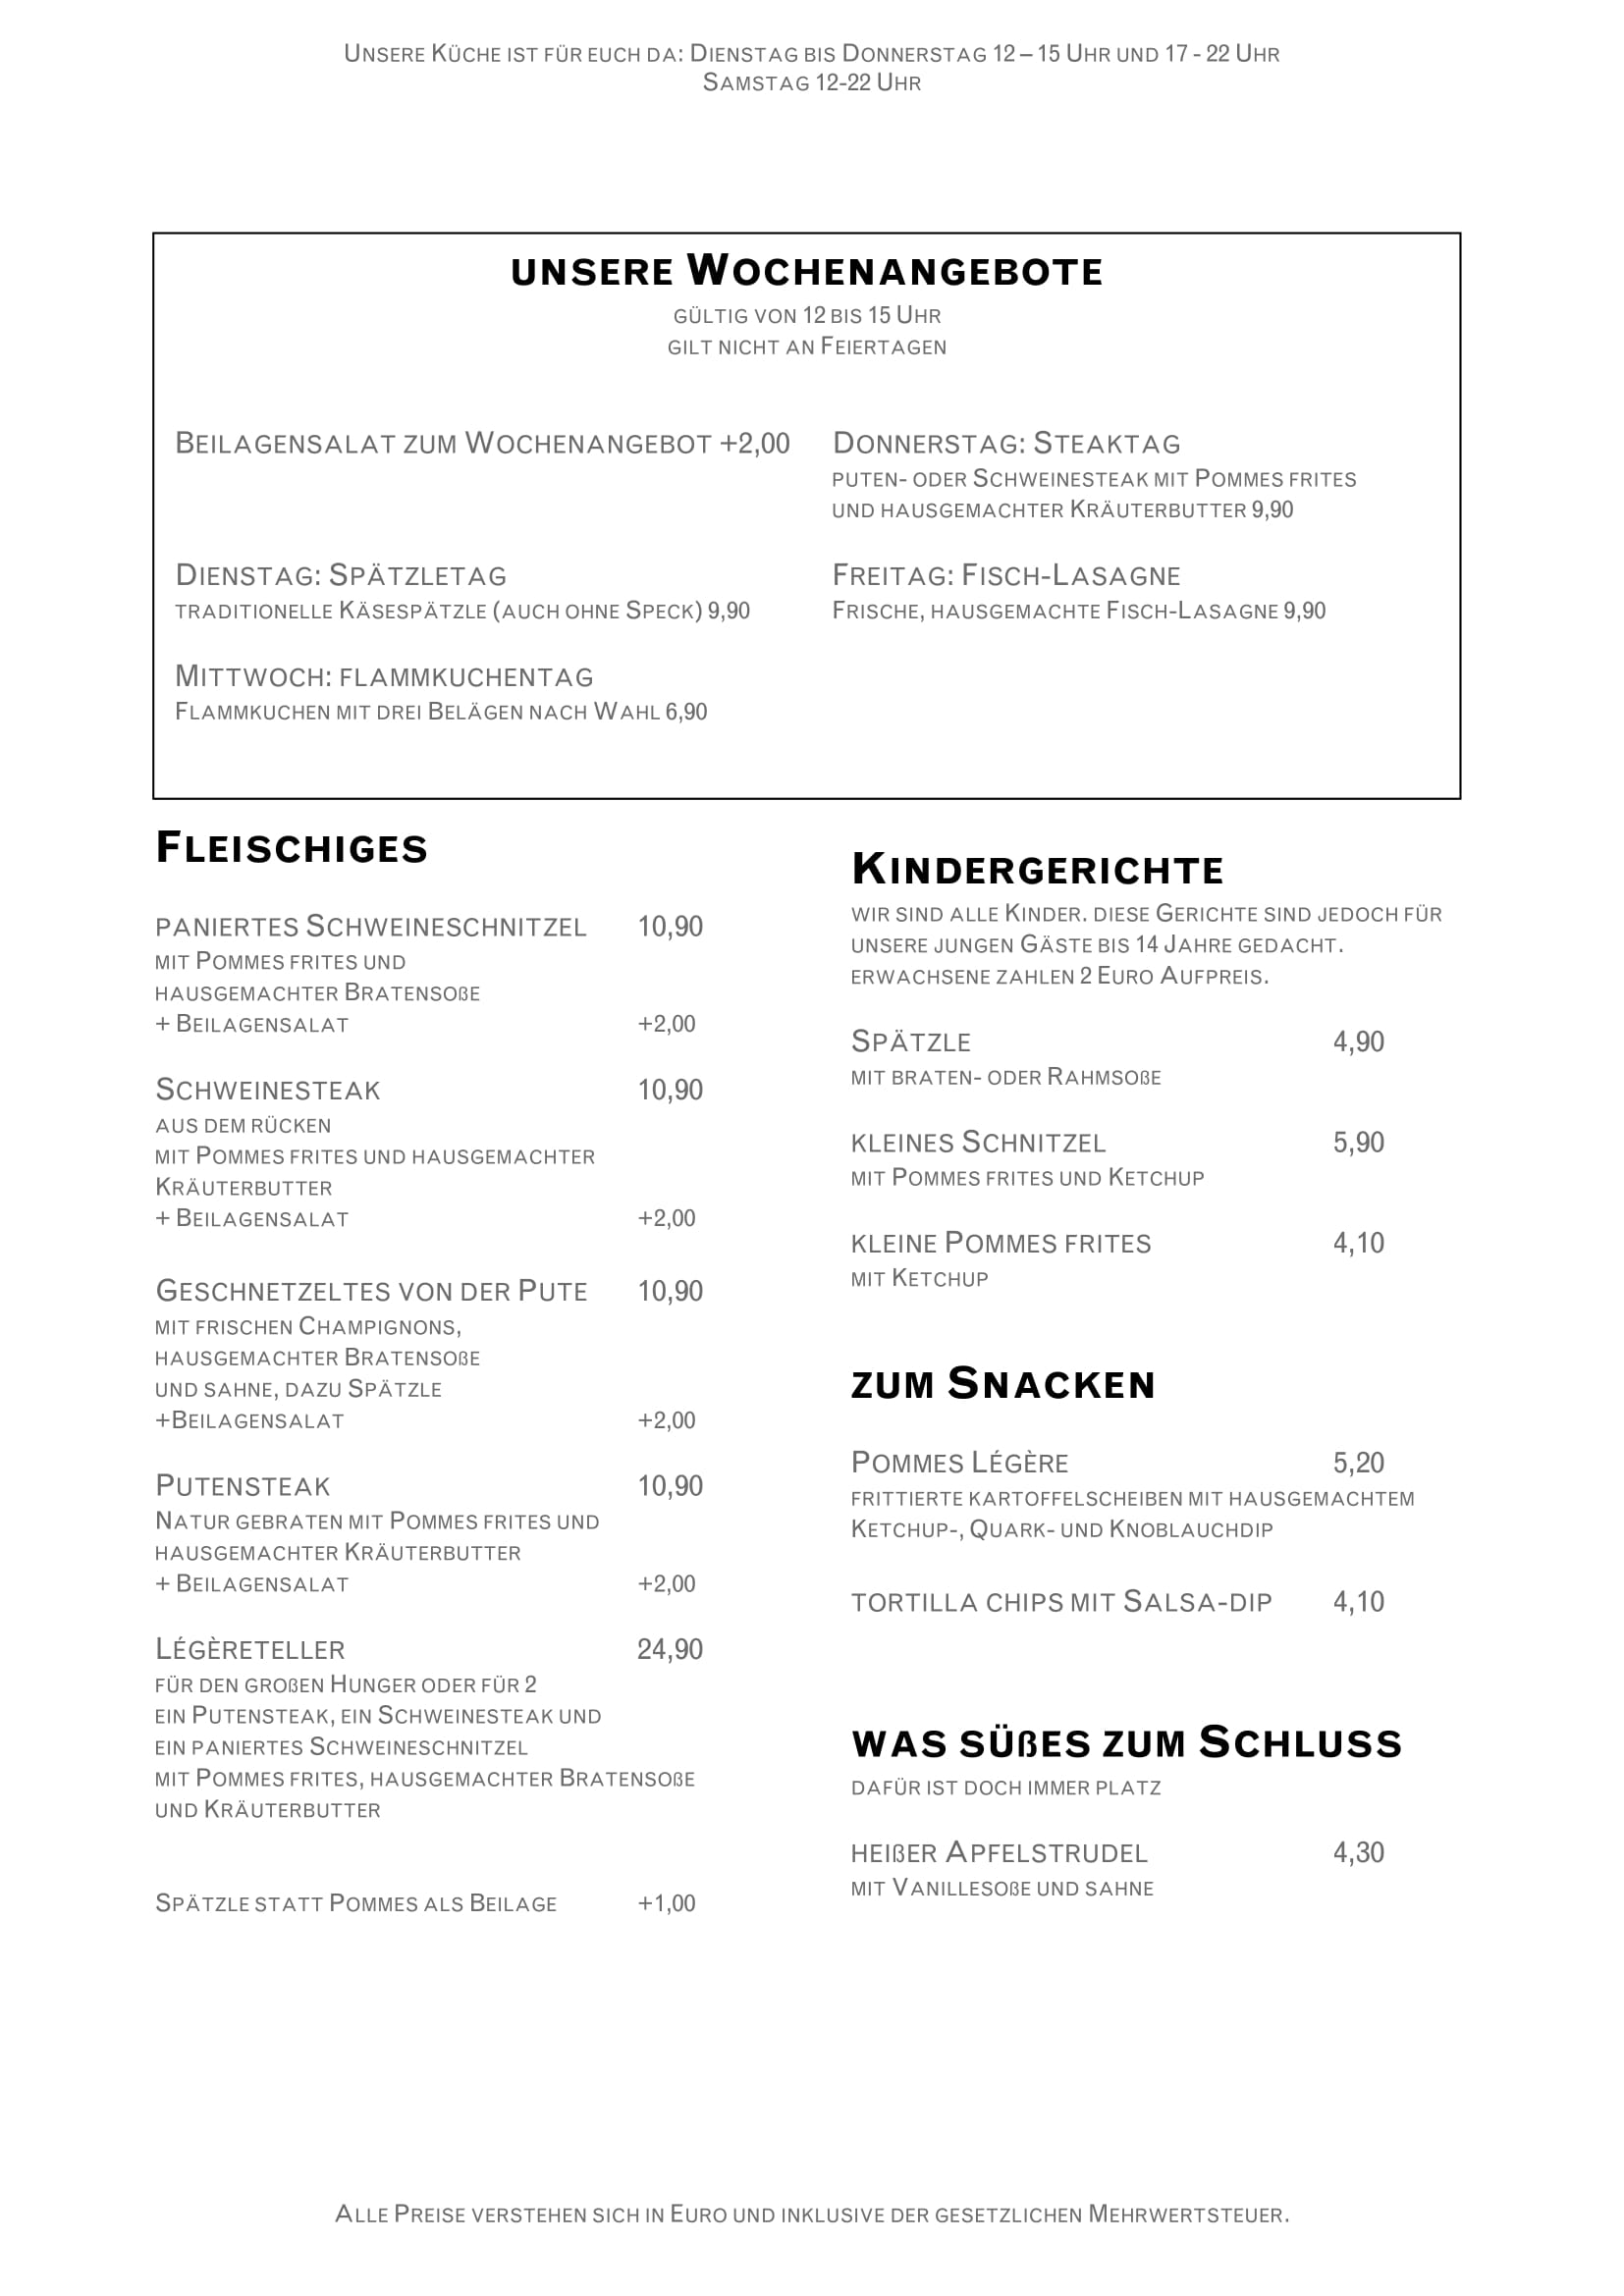 Unsere Küche ist für euch da: Dienstag bis Donnerstag 12 – 15 Uhr und 17 - 22 Uhr
Samstag 12-22 Uhr
unsere Wochenangebote
gültig von 12 bis 15 Uhr
gilt nicht an Feiertagen
Beilagensalat zum Wochenangebot +2,00
Dienstag: Spätzletag
traditionelle Käsespätzle (auch ohne Speck) 9,90
Mittwoch: flammkuchentag
Flammkuchen mit drei Belägen nach Wahl 6,90
Donnerstag: Steaktag
puten- oder Schweinesteak mit Pommes frites
und hausgemachter Kräuterbutter 9,90
Freitag: Fisch-Lasagne
Frische, hausgemachte Fisch-Lasagne 9,90
Fleischiges
paniertes Schweineschnitzel 10,90
mit Pommes frites und
hausgemachter Bratensoße
+ Beilagensalat +2,00
Schweinesteak 10,90
aus dem rücken
mit Pommes frites und hausgemachter
Kräuterbutter
+ Beilagensalat +2,00
Geschnetzeltes von der Pute 10,90
mit frischen Champignons,
hausgemachter Bratensoße
und sahne, dazu Spätzle
+Beilagensalat +2,00
Putensteak 10,90
Natur gebraten mit Pommes frites und
hausgemachter Kräuterbutter
+ Beilagensalat +2,00
Légèreteller 24,90
für den großen Hunger oder für 2
ein Putensteak, ein Schweinesteak und
ein paniertes Schweineschnitzel
mit Pommes frites, hausgemachter Bratensoße
und Kräuterbutter
Spätzle statt Pommes als Beilage +1,00
Kindergerichte
wir sind alle Kinder. diese Gerichte sind jedoch für
unsere jungen Gäste bis 14 Jahre gedacht.
erwachsene zahlen 2 Euro Aufpreis.
Spätzle 4,90
mit braten- oder Rahmsoße
kleines Schnitzel 5,90
mit Pommes frites und Ketchup
kleine Pommes frites 4,10
mit Ketchup
zum Snacken
Pommes Légère 5,20
frittierte kartoffelscheiben mit hausgemachtem
Ketchup-, Quark- und Knoblauchdip
tortilla chips mit Salsa-dip 4,10
was süßes zum Schluss
dafür ist doch immer platz
heißer Apfelstrudel 4,30
mit Vanillesoße und sahne
Alle Preise verstehen sich in Euro und inklusive der gesetzlichen Mehrwertsteuer.